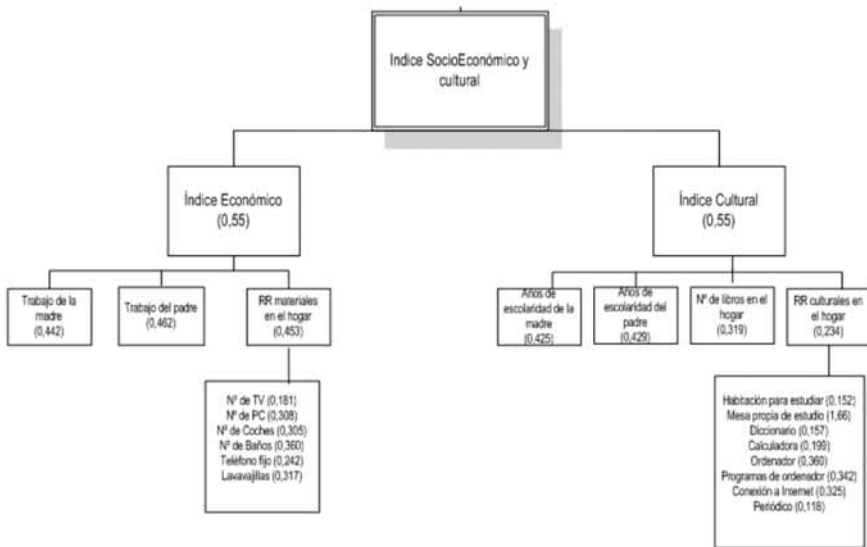 Indice SocioEconómico y
cultural
Índice Económico
(0,55)
Índice Cultural
(0,55)
Trabajo de la
madre
(0,442)
Trabajo del padre
(0,462)
RR materiales
en el hogar
(0,453)
Años de
escolaridad de la
madre
(0,425)
Años de
escolaridad del
padre
(0,429)
Nº de libros en el
hogar
(0,319)
RR culturales en
el hogar
(0,234)
Nº de TV (0,181)
Nº de PC (0,308)
Nº de Coches (0,305)
Nº de Baños (0,360)
Teléfono fijo (0,242)
Lavavajillas (0,317)
Habitación para estudiar (0,152)
Mesa propia de estudio (1,66)
Diccionario (0,157)
Calculadora (0,199)
Ordenador (0,360)
Programas de ordenador (0,342)
Conexión a Internet (0,325)
Periódico (0,118)